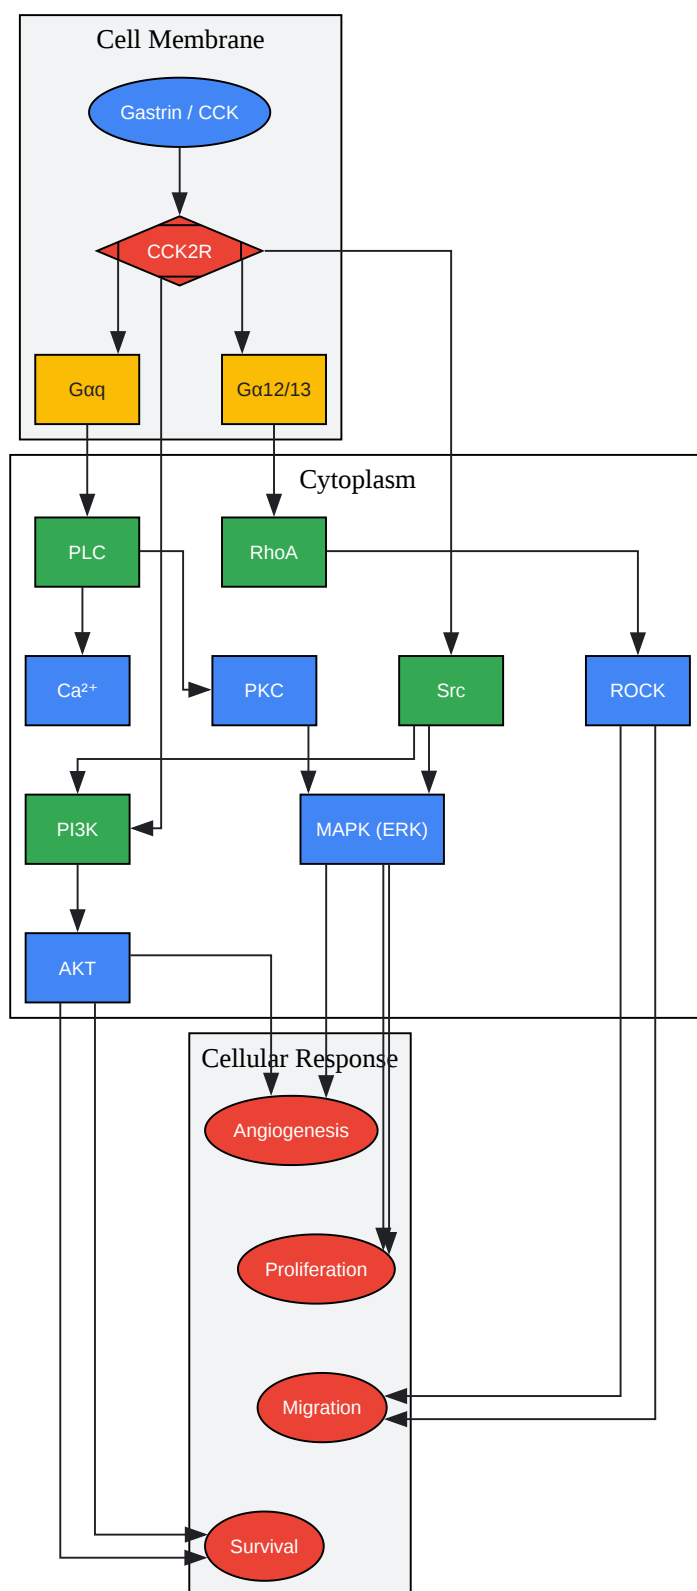 Cell Membrane
Gastrin / CCK
CCK2R
Gαq
Gα12/13
Cytoplasm
PLC
RhoA
Ca²⁺
PKC
Src
ROCK
PI3K
MAPK (ERK)
AKT
Cellular Response
Angiogenesis
Proliferation
Migration
Survival